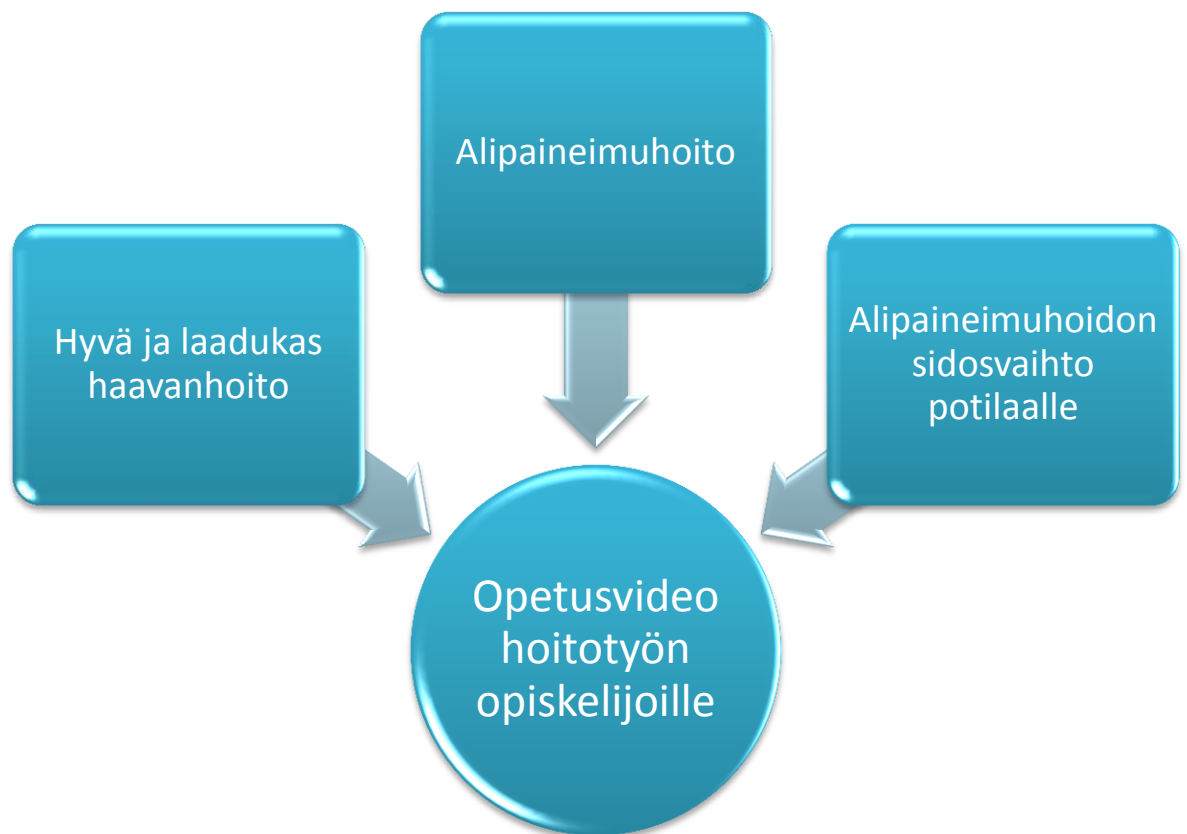 Alipaineimuhoito
Hyvä ja laadukas
haavanhoito
Alipaineimuhoidon
sidosvaihto
potilaalle
Opetusvideo
hoitotyön
opiskelijoille